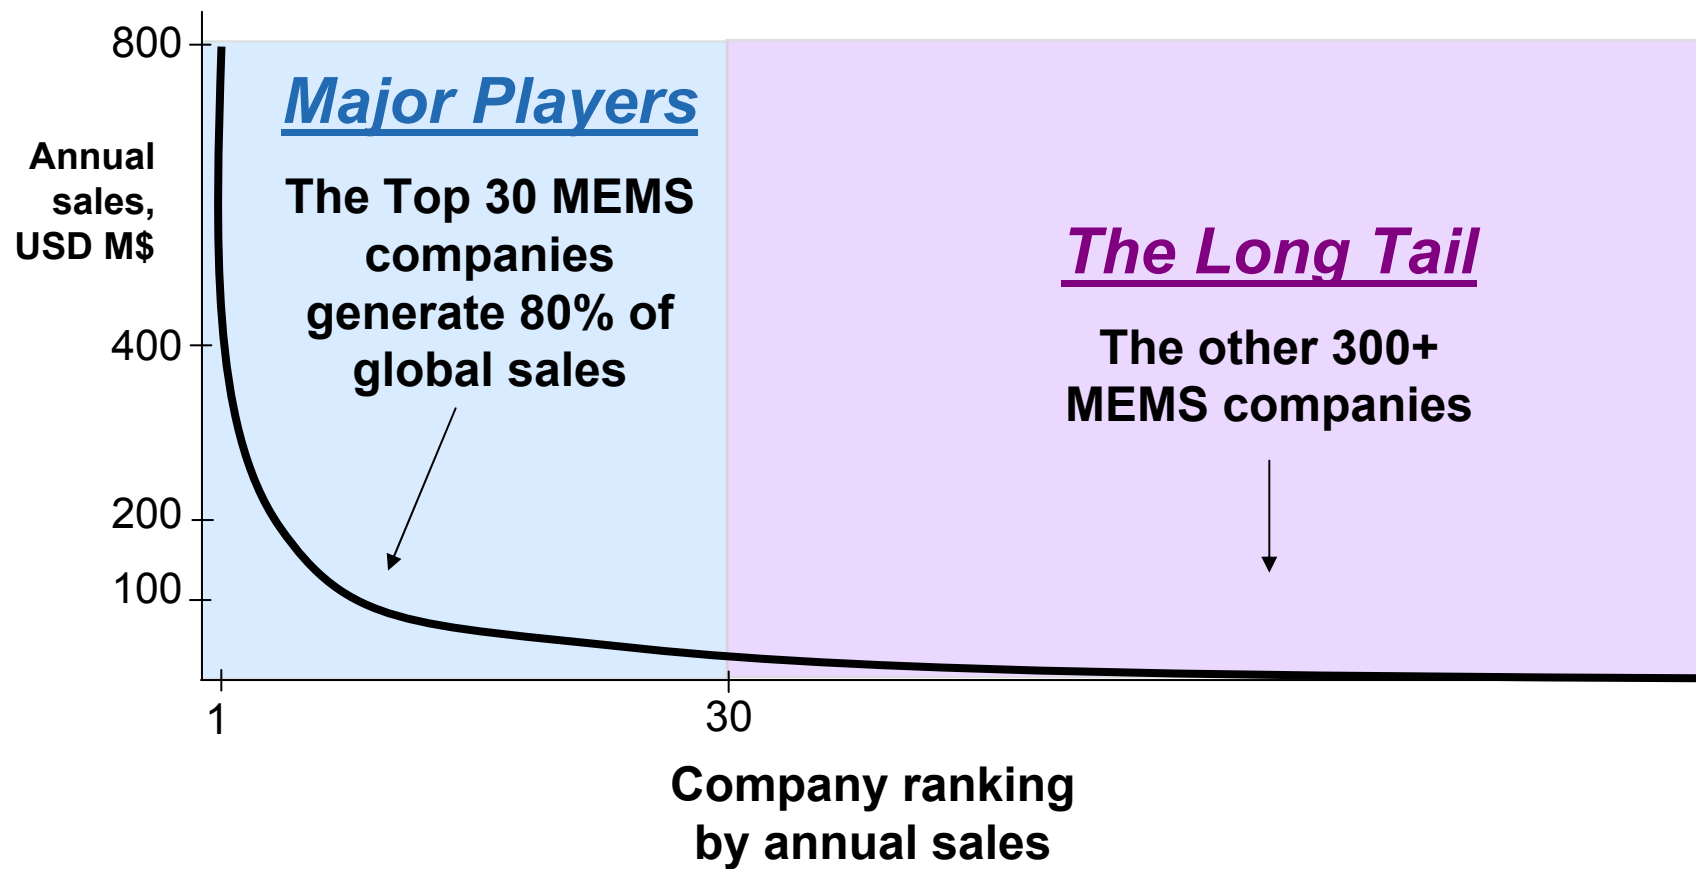 800
Annual
sales,
USD M$
400
200
100
Major Players
The Top 30 MEMS
companies
generate 80% of
global sales
The Long Tail
The other 300+
MEMS companies
1
30
Company ranking
by annual sales